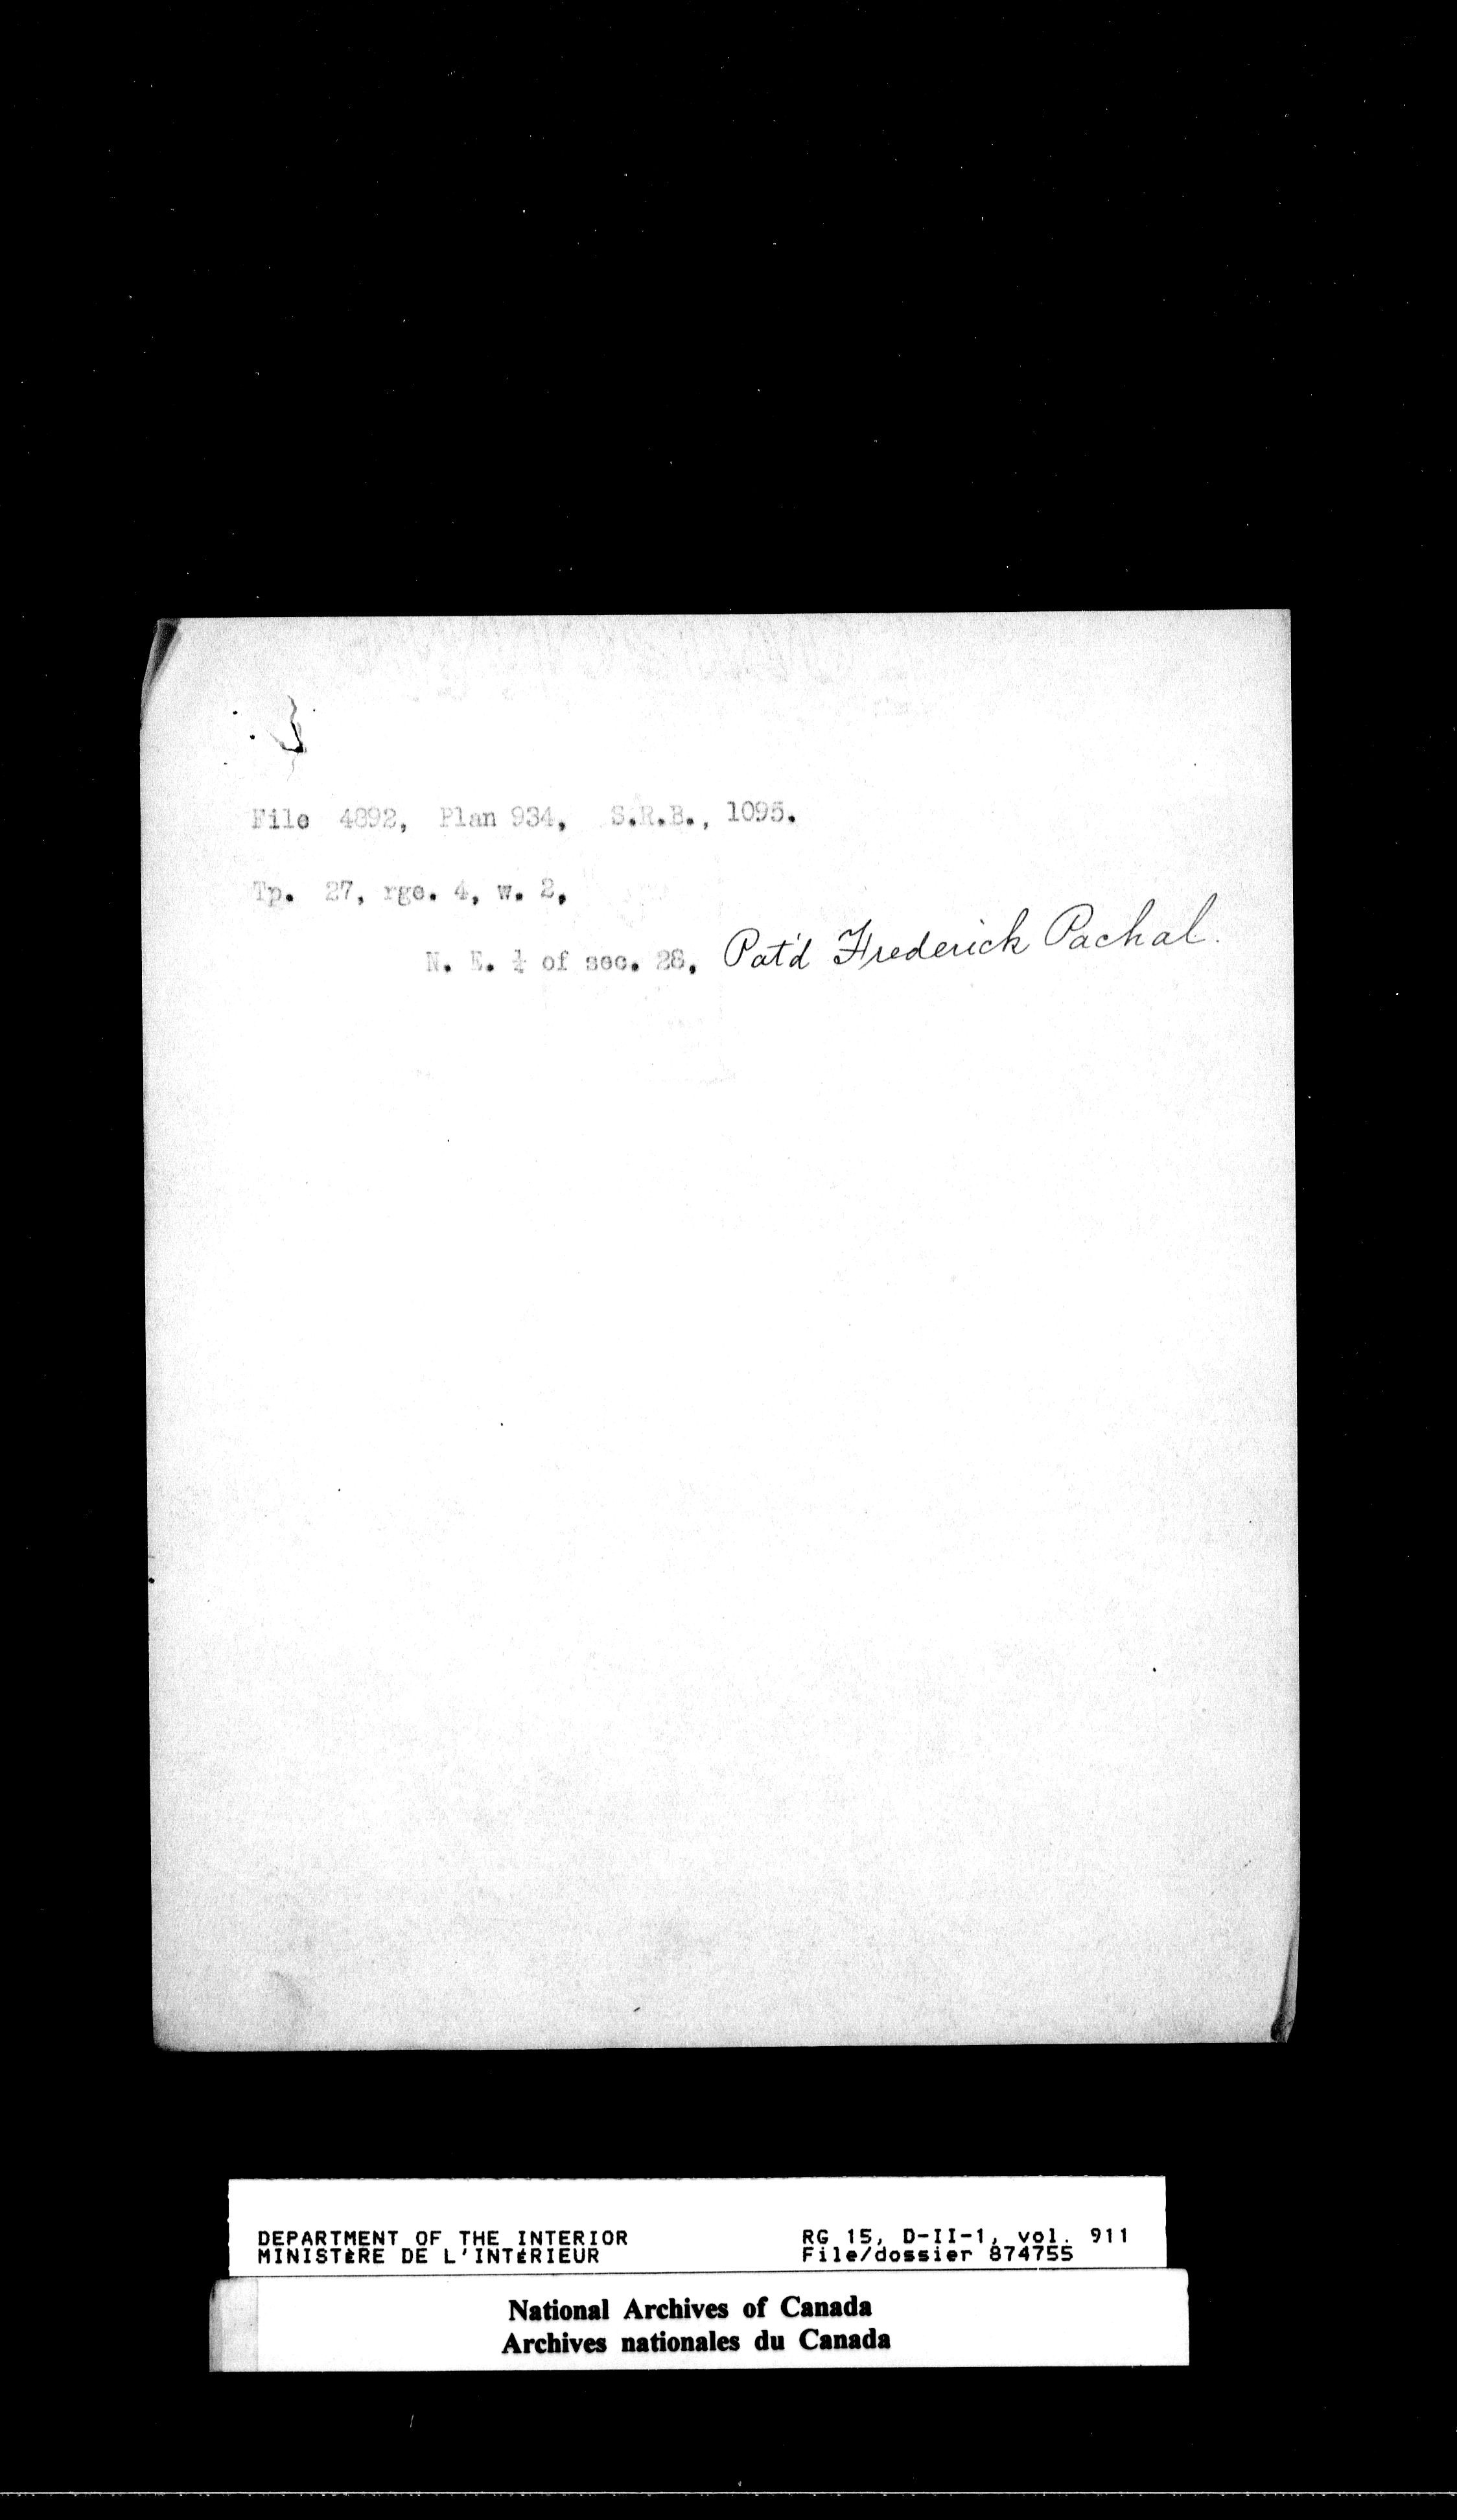 File 4892, Plan 934, S.R.B., 1095.
Tp. 27, rge. 4, w. 2,
N. E. ¼ of sec. 28, Pat'd Frederick Pachal.
DEPARTMENT OF THE INTERIOR RG 15, D-II-1, vol. 911
MINISTÈRE DE L'INTÉRIEUR File/dossier 874755
National Archives of Canada
Archives nationales du Canada